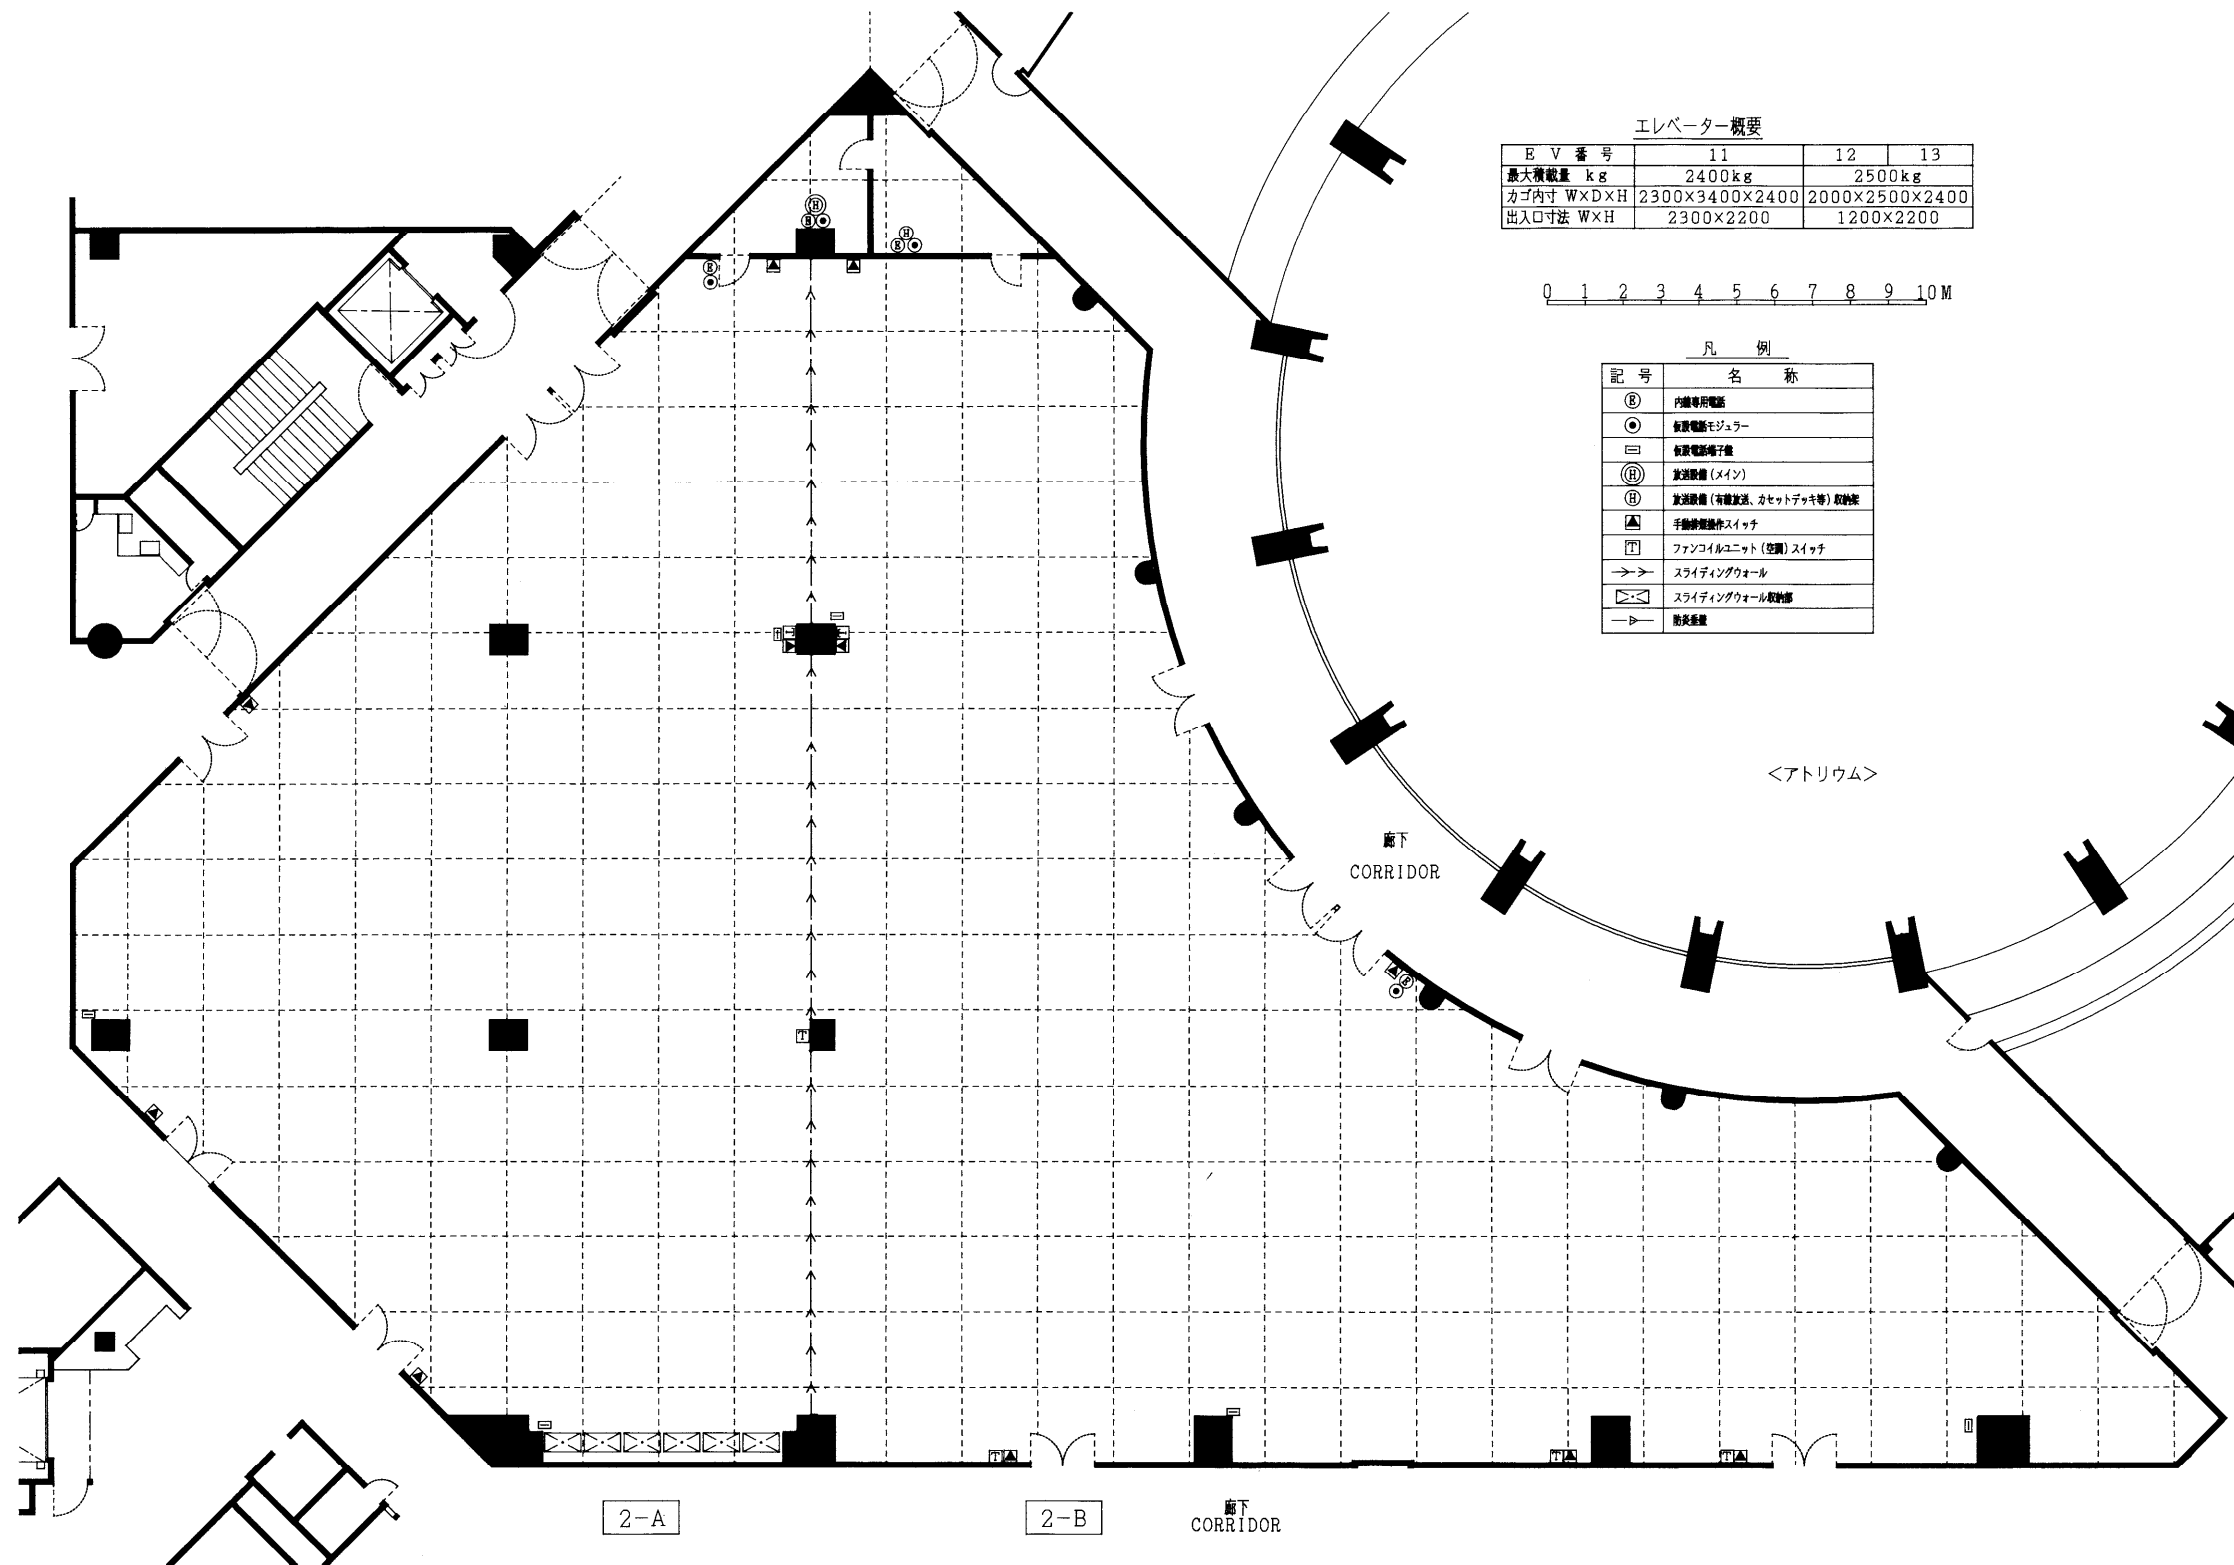 エレベーター概要
E V 番 号 11 12 13
最大積載量 kg 2400kg 2500kg
カゴ内寸 W×D×H 2300×3400×2400 2000×2500×2400
出入口寸法 W×H 2300×2200 1200×2200
0 1 2 3 4 5 6 7 8 9 10M
凡 例
記 号 名 称
E 内線専用電話
仮設電話モジュラー
仮設電話端子盤
H 放送設備(メイン)
H 放送設備(有線放送、カセットデッキ等)収納架
手動排煙操作スイッチ
T ファンコイルユニット(空調)スイッチ
スライディングウォール
スライディングウォール収納部
防炎垂壁
<アトリウム>
廊下
CORRIDOR
H
E
H
E
E
E
T
T
T
T
2-A
2-B
廊下
CORRIDOR